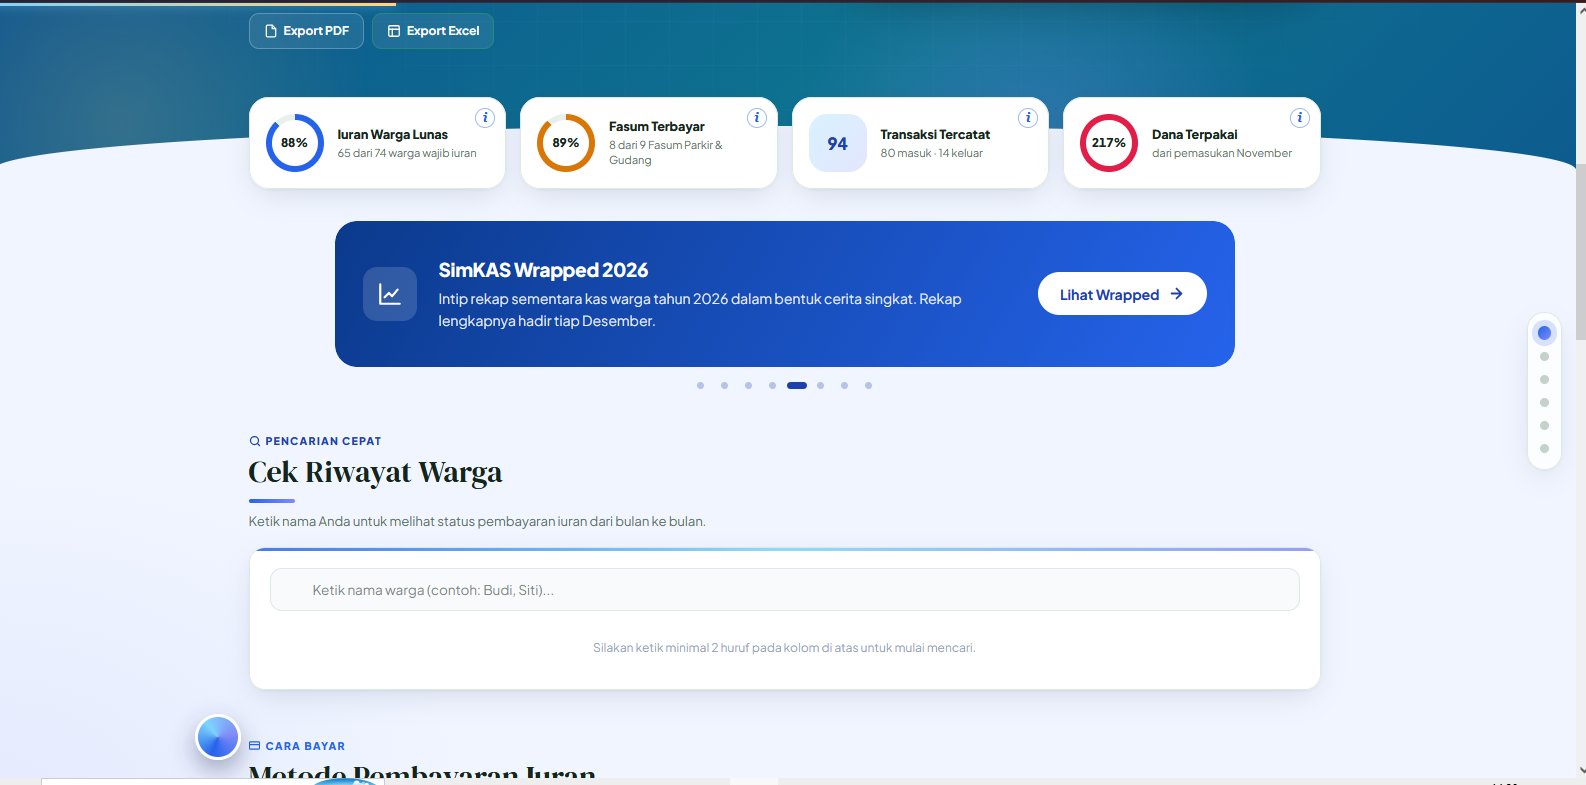 Export PDF
Export Excel
88%
Iuran Warga Lunas
65 dari 74 warga wajib iuran
i
89%
Fasum Terbayar
8 dari 9 Fasum Parkir &
Gudang
i
94
Transaksi Tercatat
80 masuk · 14 keluar
i
217%
Dana Terpakai
dari pemasukan November
i
SimKAS Wrapped 2026
Intip rekap sementara kas warga tahun 2026 dalam bentuk cerita singkat. Rekap
lengkapnya hadir tiap Desember.
Lihat Wrapped
PENCARIAN CEPAT
Cek Riwayat Warga
Ketik nama Anda untuk melihat status pembayaran iuran dari bulan ke bulan.
Ketik nama warga (contoh: Budi, Siti)...
Silakan ketik minimal 2 huruf pada kolom di atas untuk mulai mencari.
CARA BAYAR
Metode Pembayaran Iuran